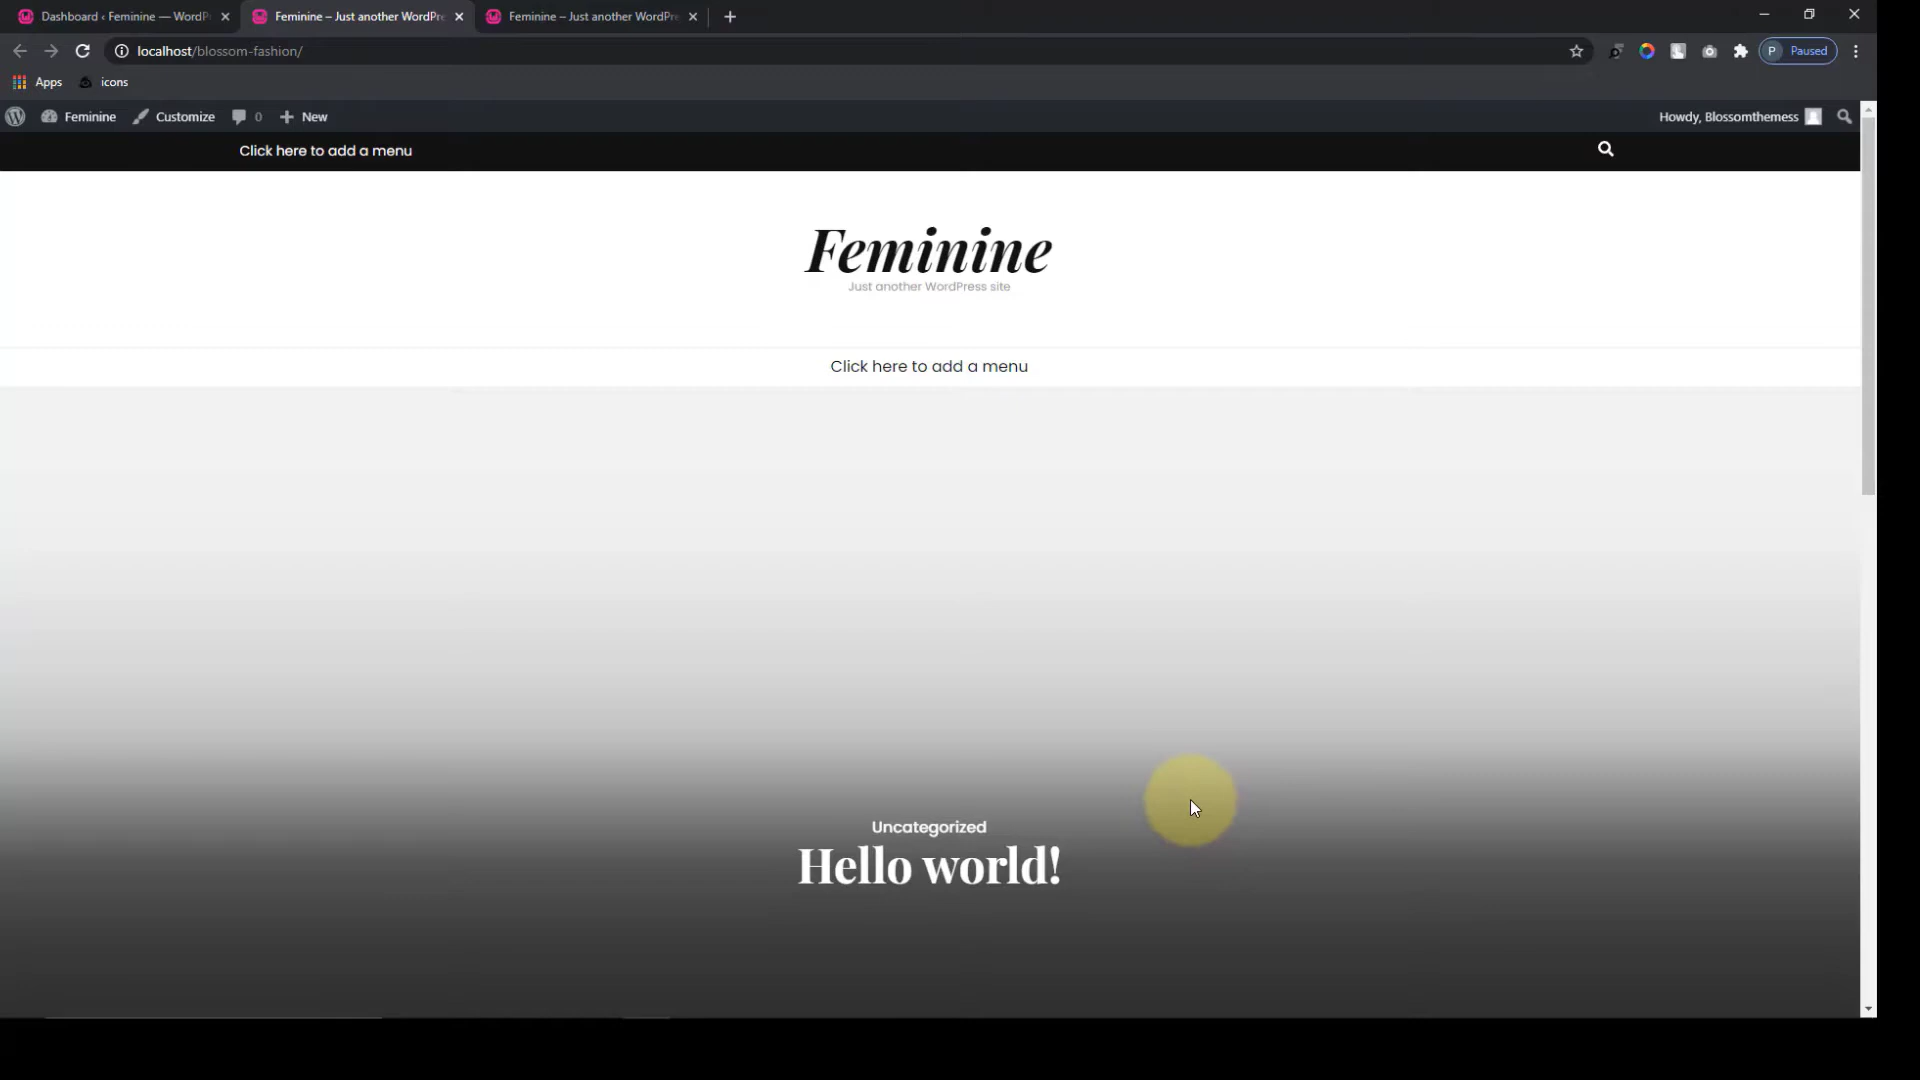 Dashboard ‹ Feminine — WordP
Feminine – Just another WordPre
Feminine – Just another WordPre
localhost/blossom-fashion/
P Paused
Apps
icons
Feminine
Customize
0
New
Howdy, Blossomthemess
Click here to add a menu
Feminine
Just another WordPress site
Click here to add a menu
Uncategorized
Hello world!